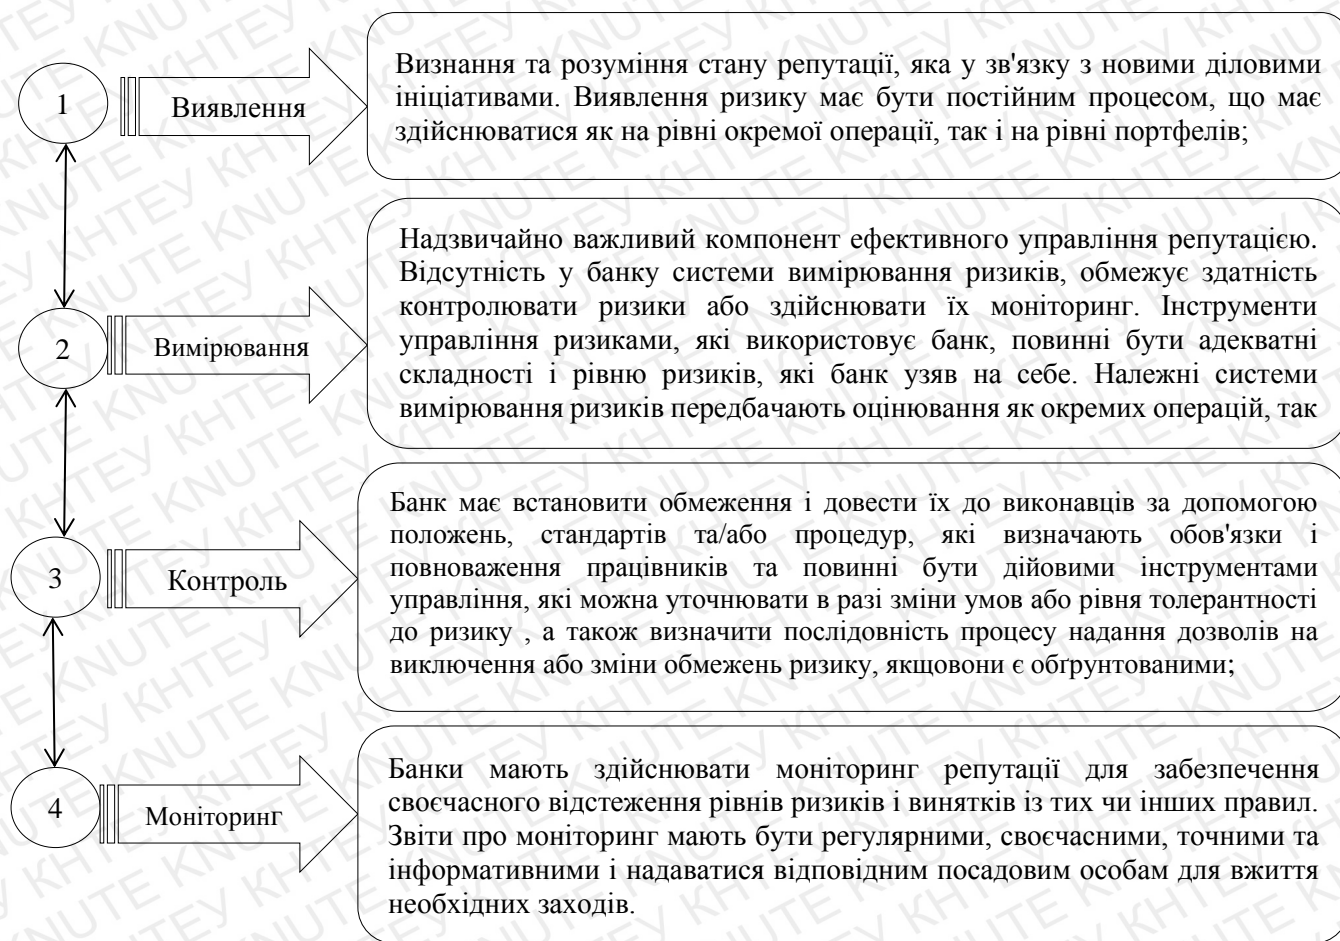 1
Виявлення
Визнання та розуміння стану репутації, яка у зв'язку з новими діловими
ініціативами. Виявлення ризику має бути постійним процесом, що має
здійснюватися як на рівні окремої операції, так і на рівні портфелів;
2
Вимірювання
Надзвичайно важливий компонент ефективного управління репутацією.
Відсутність у банку системи вимірювання ризиків, обмежує здатність
контролювати ризики або здійснювати їх моніторинг. Інструменти
управління ризиками, які використовує банк, повинні бути адекватні
складності і рівню ризиків, які банк узяв на себе. Належні системи
вимірювання ризиків передбачають оцінювання як окремих операцій, так
3
Контроль
Банк має встановити обмеження і довести їх до виконавців за допомогою
положень, стандартів та/або процедур, які визначають обов'язки і
повноваження працівників та повинні бути дійовими інструментами
управління, які можна уточнювати в разі зміни умов або рівня толерантності
до ризику , а також визначити послідовність процесу надання дозволів на
виключення або зміни обмежень ризику, якщовони є обґрунтованими;
4
Моніторинг
Банки мають здійснювати моніторинг репутації для забезпечення
своєчасного відстеження рівнів ризиків і винятків із тих чи інших правил.
Звіти про моніторинг мають бути регулярними, своєчасними, точними та
інформативними і надаватися відповідним посадовим особам для вжиття
необхідних заходів.